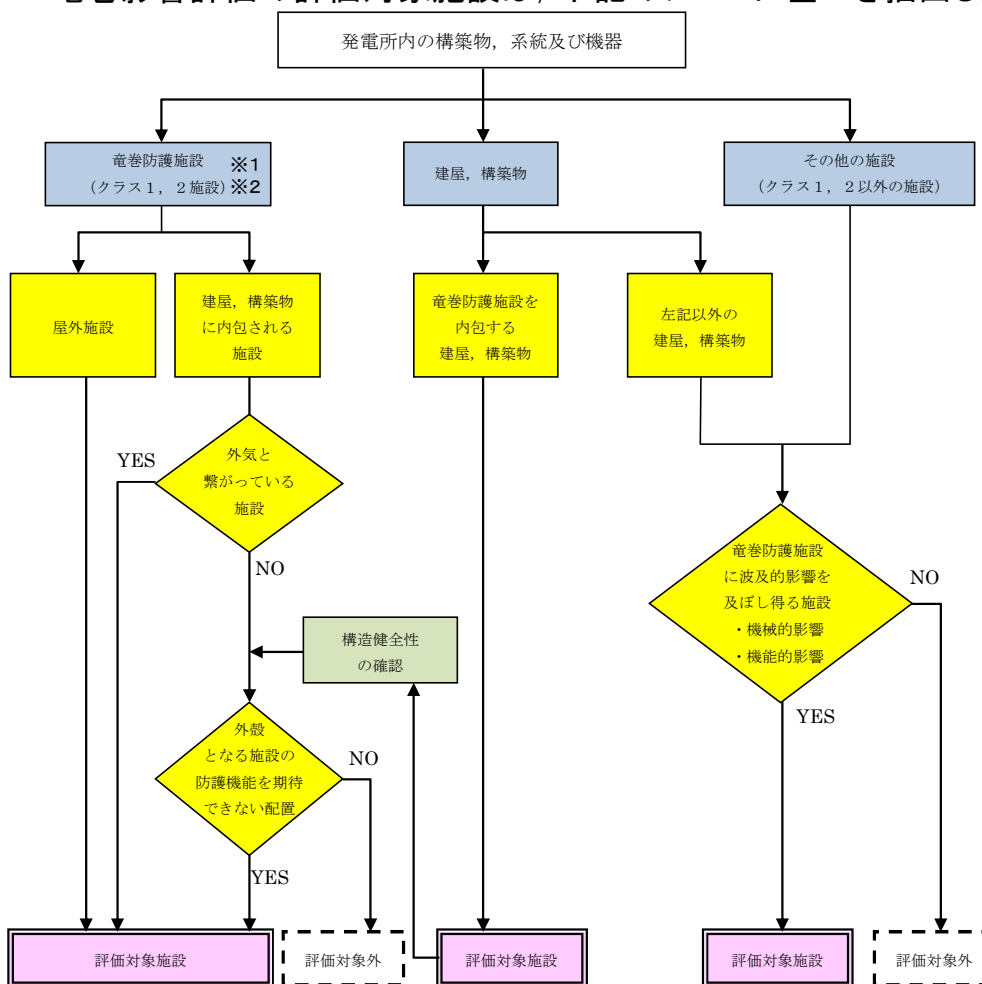 発電所内の構築物，系統及び機器
竜巻防護施設 ※1
（クラス１，２施設）※2
建屋，構築物
その他の施設
（クラス１，２以外の施設）
屋外施設
建屋，構築物
に内包される
施設
竜巻防護施設を
内包する
建屋，構築物
左記以外の
建屋，構築物
外気と
繋がっている
施設
YES
NO
構造健全性
の確認
竜巻防護施設
に波及的影響を
及ぼし得る施設
・機械的影響
・機能的影響
NO
YES
外殻
となる施設の
防護機能を期待
できない配置
NO
YES
評価対象施設
評価対象外
評価対象施設
評価対象施設
評価対象外